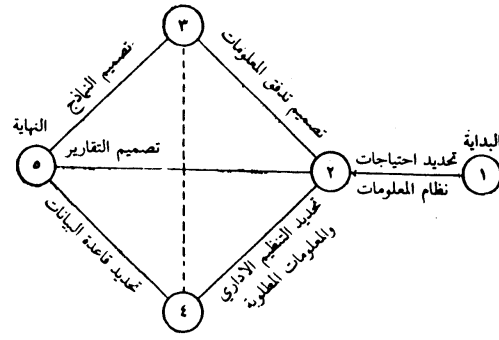 البداية
١
تحديد احتياجات
نظام المعلومات
٢
تصميم تدفق المعلومات
٣
تصميم النماذج
تصميم التقارير
تحديد التنظيم الاداري
والمعلومات المطلوبة
٤
تحديد قاعدة البيانات
النهاية
٥